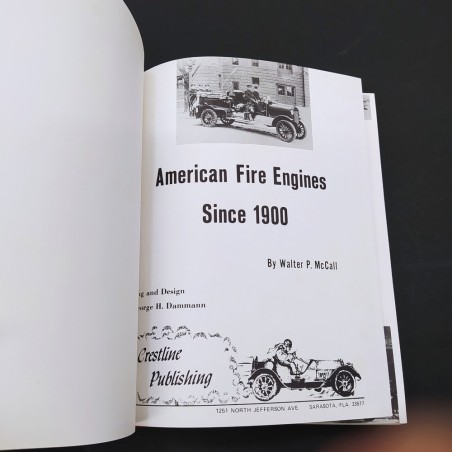 American Fire Engines
Since 1900
By Walter P. McCall
and Design
H. Dammann
Crestline
Publishing
1251 NORTH JEFFERSON AVE. SARASOTA, FLA. 33577